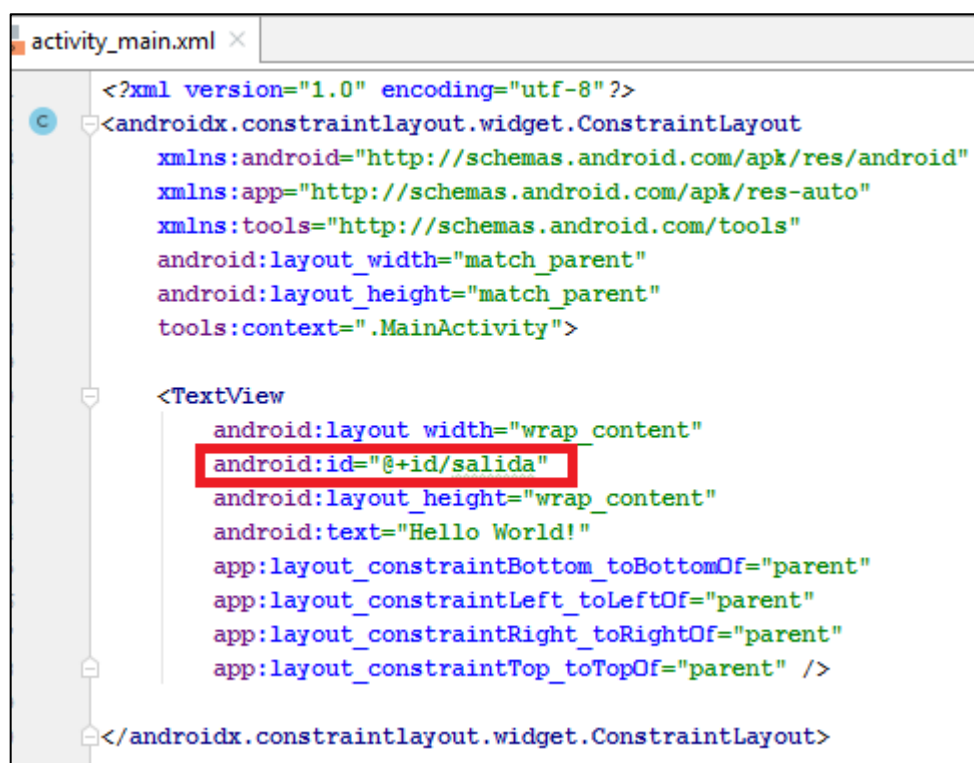 activity_main.xml
<?xml version="1.0" encoding="utf-8"?>
C
<androidx.constraintlayout.widget.ConstraintLayout
xmlns:android="http://schemas.android.com/apk/res/android"
xmlns:app="http://schemas.android.com/apk/res-auto"
xmlns:tools="http://schemas.android.com/tools"
android:layout_width="match_parent"
android:layout_height="match_parent"
tools:context=".MainActivity">
<TextView
android:layout_width="wrap_content"
android:id="@+id/salida"
android:layout_height="wrap_content"
android:text="Hello World!"
app:layout_constraintBottom_toBottomOf="parent"
app:layout_constraintLeft_toLeftOf="parent"
app:layout_constraintRight_toRightOf="parent"
app:layout_constraintTop_toTopOf="parent" />
</androidx.constraintlayout.widget.ConstraintLayout>